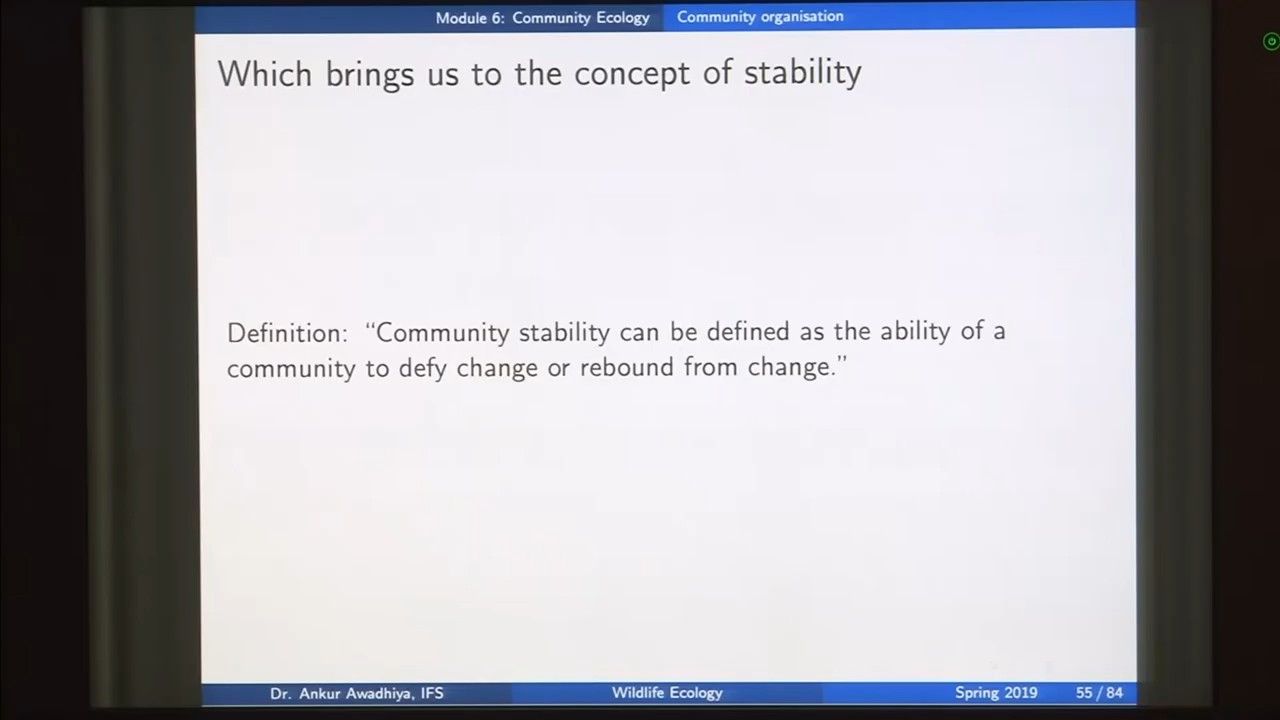 Module 6: Community Ecology Community organisation
Which brings us to the concept of stability
Definition: “Community stability can be defined as the ability of a
community to defy change or rebound from change.”
Dr. Ankur Awadhiya, IFS Wildlife Ecology Spring 2019 55 / 84